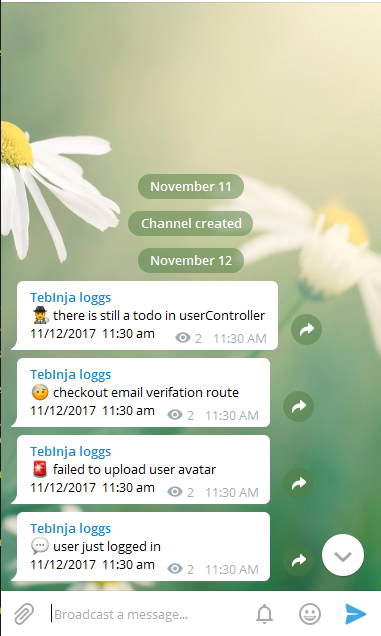 November 11
Channel created
November 12
TebInja loggs
🕵 there is still a todo in userController
11/12/2017 11:30 am 2 11:30 AM
TebInja loggs
🤕 checkout email verifation route
11/12/2017 11:30 am 2 11:30 AM
TebInja loggs
🚨 failed to upload user avatar
11/12/2017 11:30 am 2 11:30 AM
TebInja loggs
💬 user just logged in
11/12/2017 11:30 am 2 11:30 AM
Broadcast a message...